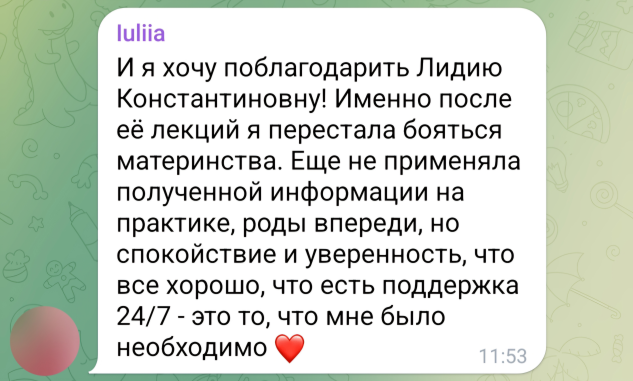 Iuliia
И я хочу поблагодарить Лидию
Константиновну! Именно после
её лекций я перестала бояться
материнства. Еще не применяла
полученной информации на
практике, роды впереди, но
спокойствие и уверенность, что
все хорошо, что есть поддержка
24/7 - это то, что мне было
необходимо ❤️
11:53